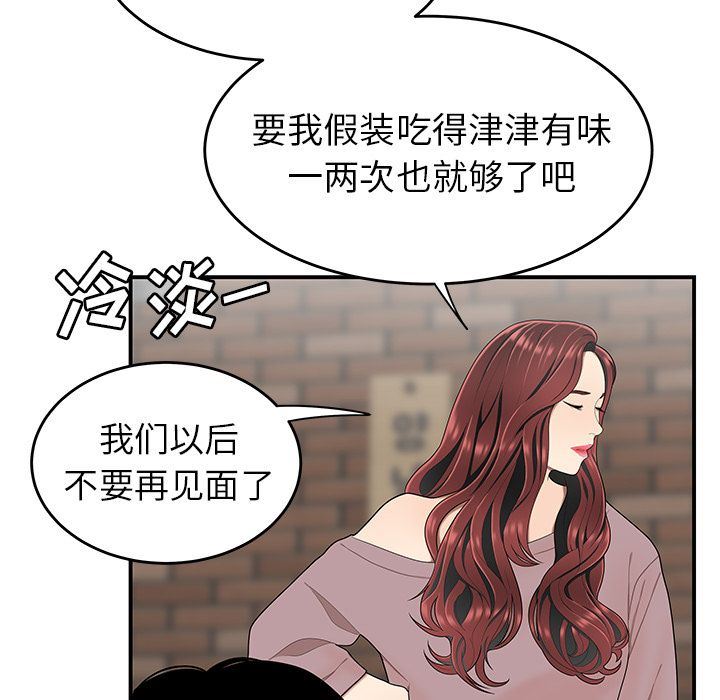 要我假装吃得津津有味
一两次也就够了吧
冷淡一
我们以后
不要再见面了